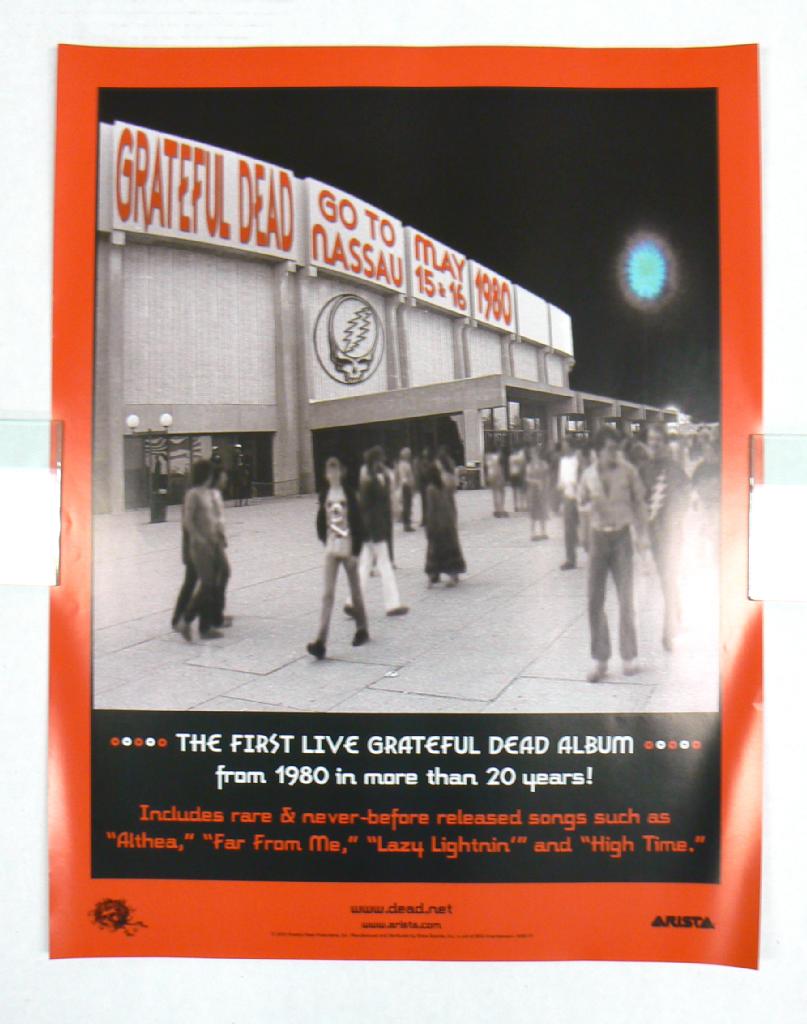 GRATEFUL DEAD
GO TO
NASSAU
MAY
15 & 16
1980
THE FIRST LIVE GRATEFUL DEAD ALBUM
from 1980 in more than 20 years!
Includes rare & never-before released songs such as
"Althea," "Far From Me," "Lazy Lightnin'" and "High Time."
www.dead.net
www.arista.com
ARISTA